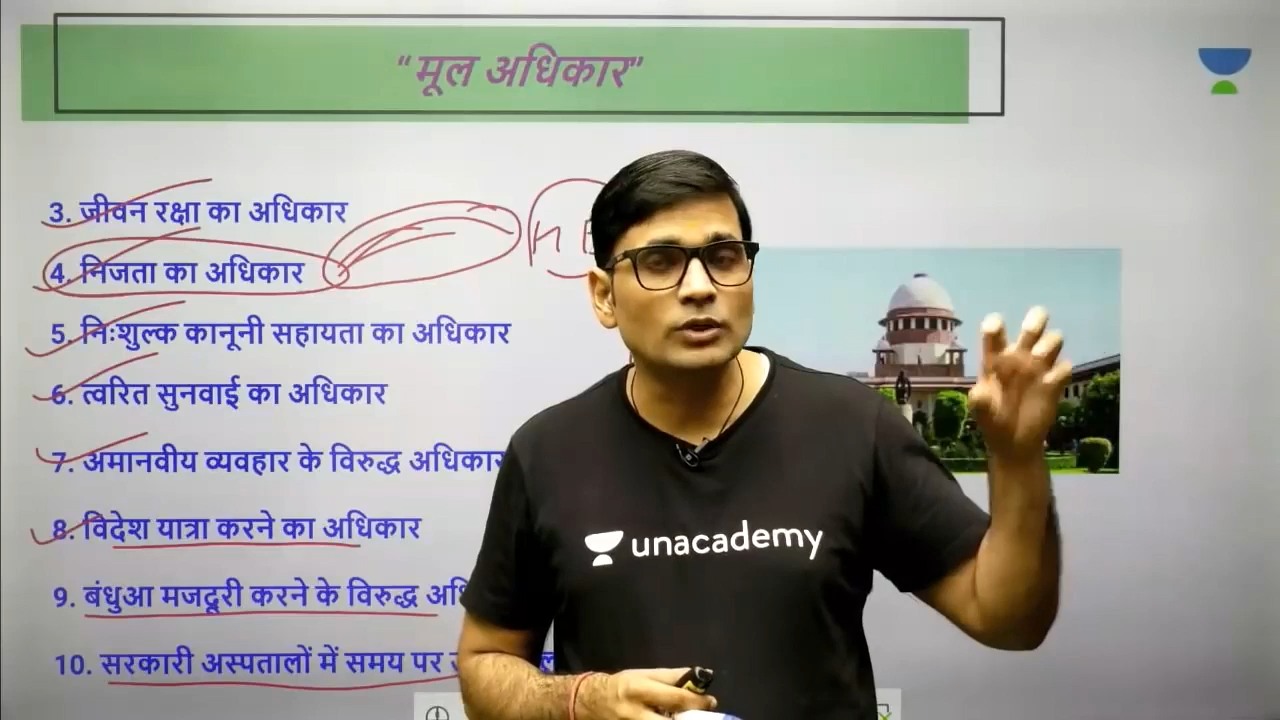 “मूल अधिकार”
3. जीवन रक्षा का अधिकार
4. निजता का अधिकार
5. निःशुल्क कानूनी सहायता का अधिकार
6. त्वरित सुनवाई का अधिकार
7. अमानवीय व्यवहार के विरुद्ध अधिकार
8. विदेश यात्रा करने का अधिकार
9. बंधुआ मजदूरी करने के विरुद्ध
10. सरकारी अस्पतालों में समय पर
unacademy